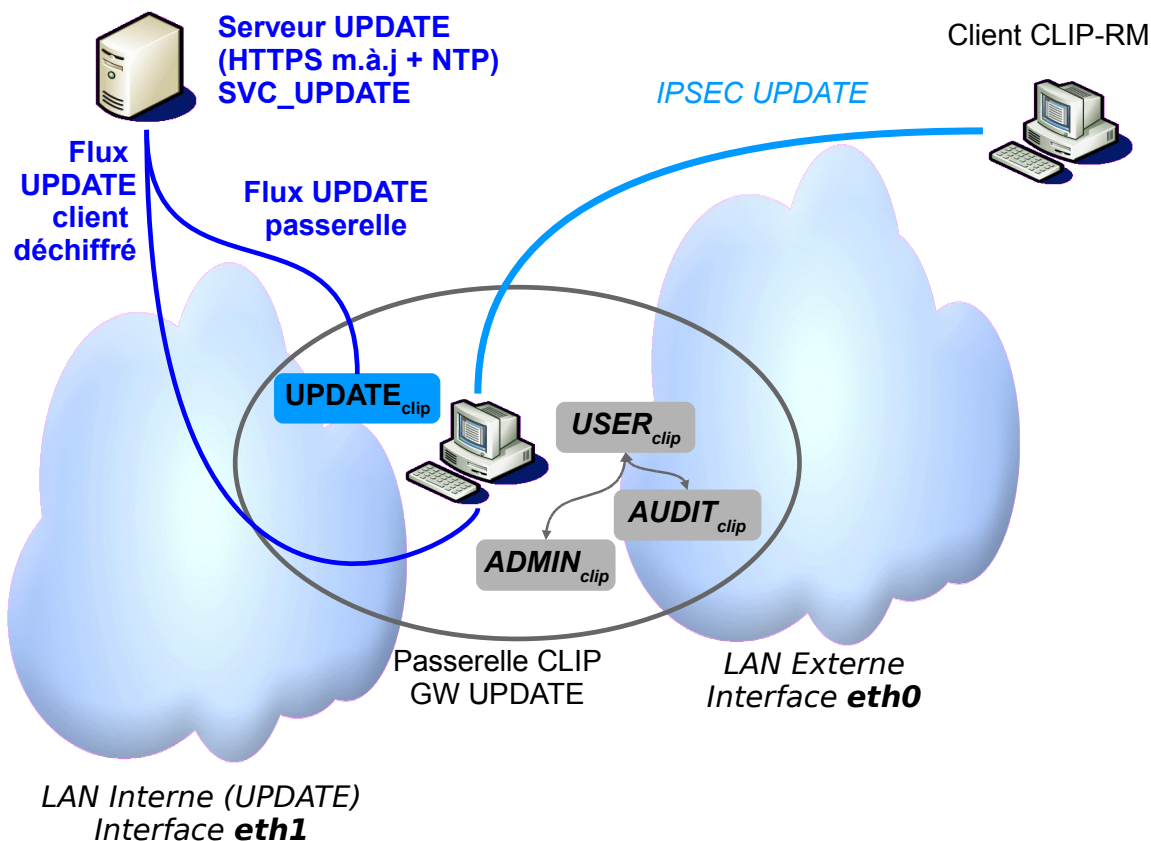 Serveur UPDATE
(HTTPS m.à.j + NTP)
SVC_UPDATE
Client CLIP-RM
IPSEC UPDATE
Flux
UPDATE
client
déchiffré
Flux UPDATE
passerelle
UPDATEclip
USERclip
AUDITclip
ADMINclip
Passerelle CLIP
GW UPDATE
LAN Externe
Interface eth0
LAN Interne (UPDATE)
Interface eth1